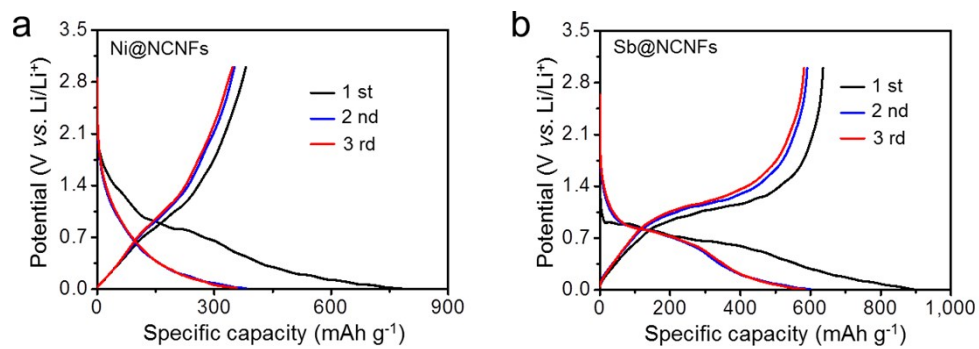 a
Ni@NCNFs
1 st
2 nd
3 rd
Potential (V vs. Li/Li⁺)
3.5
2.8
2.1
1.4
0.7
0.0
0
300
600
900
Specific capacity (mAh g⁻¹)
b
Sb@NCNFs
1 st
2 nd
3 rd
Potential (V vs. Li/Li⁺)
3.5
2.8
2.1
1.4
0.7
0.0
0
200
400
600
800
1,000
Specific capacity (mAh g⁻¹)